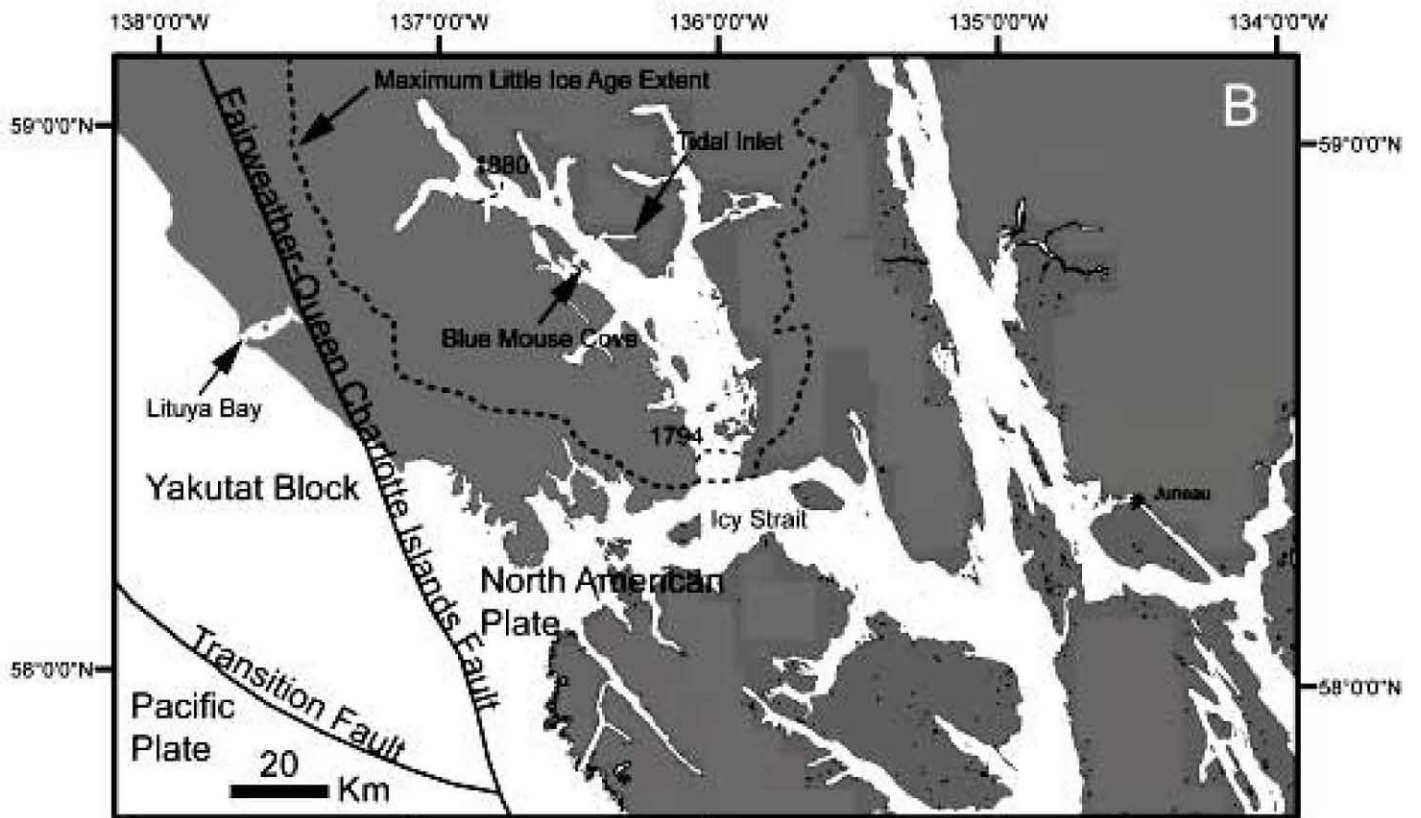 138°0'0"W 137°0'0"W 136°0'0"W 135°0'0"W 134°0'0"W
Maximum Little Ice Age Extent
B
59°0'0"N
59°0'0"N
Tidal Inlet
1880
Fairweather-Queen Charlotte Islands Fault
Blue Mouse Cove
Lituya Bay
1794
Yakutat Block
Juneau
Icy Strait
North American
Plate
58°0'0"N
58°0'0"N
Transition Fault
Pacific
Plate
20
Km